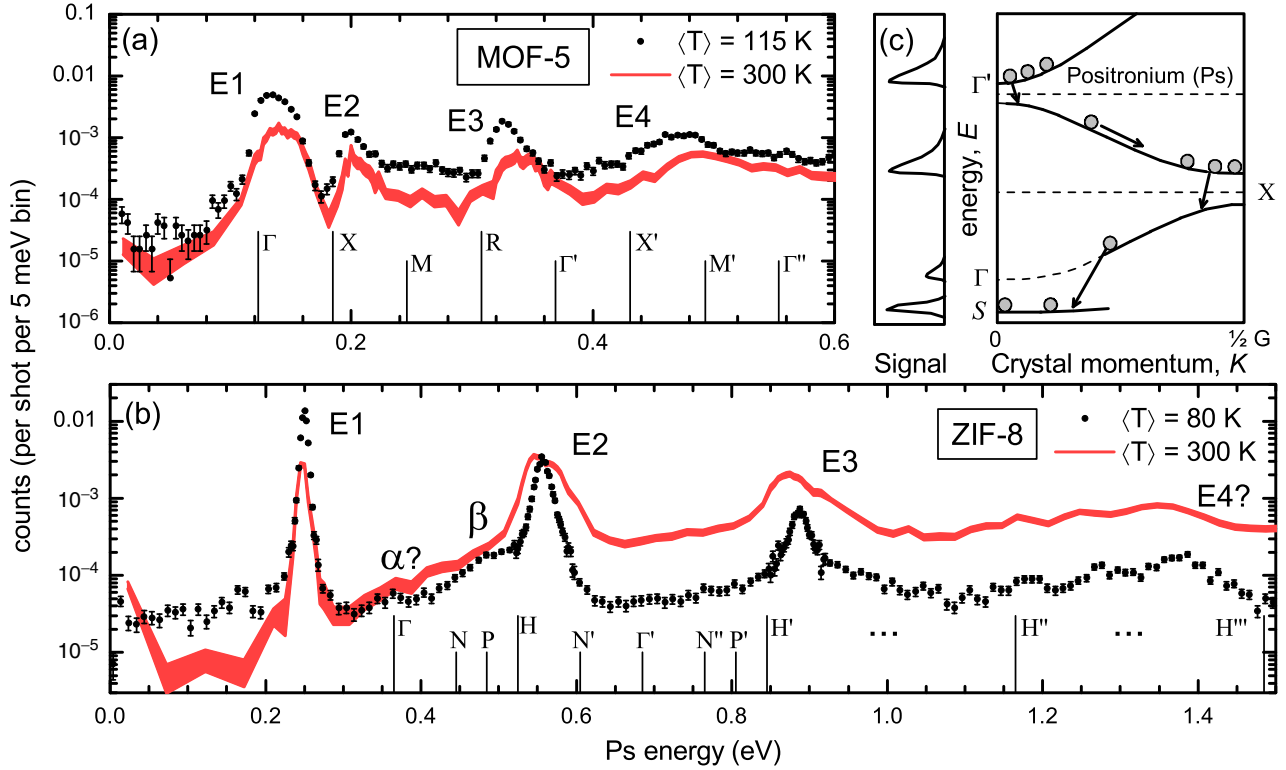 counts (per shot per 5 meV bin)
(a)
MOF-5
⟨T⟩ = 115 K
⟨T⟩ = 300 K
0.1
0.01
10⁻³
10⁻⁴
10⁻⁵
10⁻⁶
E1
E2
E3
E4
Γ
X
M
R
Γ'
X'
M'
Γ''
0.0
0.2
0.4
0.6
(c)
Signal
energy, E
Γ'
Γ
S
Positronium (Ps)
X
0
½ G
Crystal momentum, K
(b)
ZIF-8
⟨T⟩ = 80 K
⟨T⟩ = 300 K
0.01
10⁻³
10⁻⁴
10⁻⁵
E1
α?
β
E2
E3
E4?
Γ
N
P
H
N'
Γ'
N''
P'
H'
...
H''
...
H'''
0.0
0.2
0.4
0.6
0.8
1.0
1.2
1.4
Ps energy (eV)